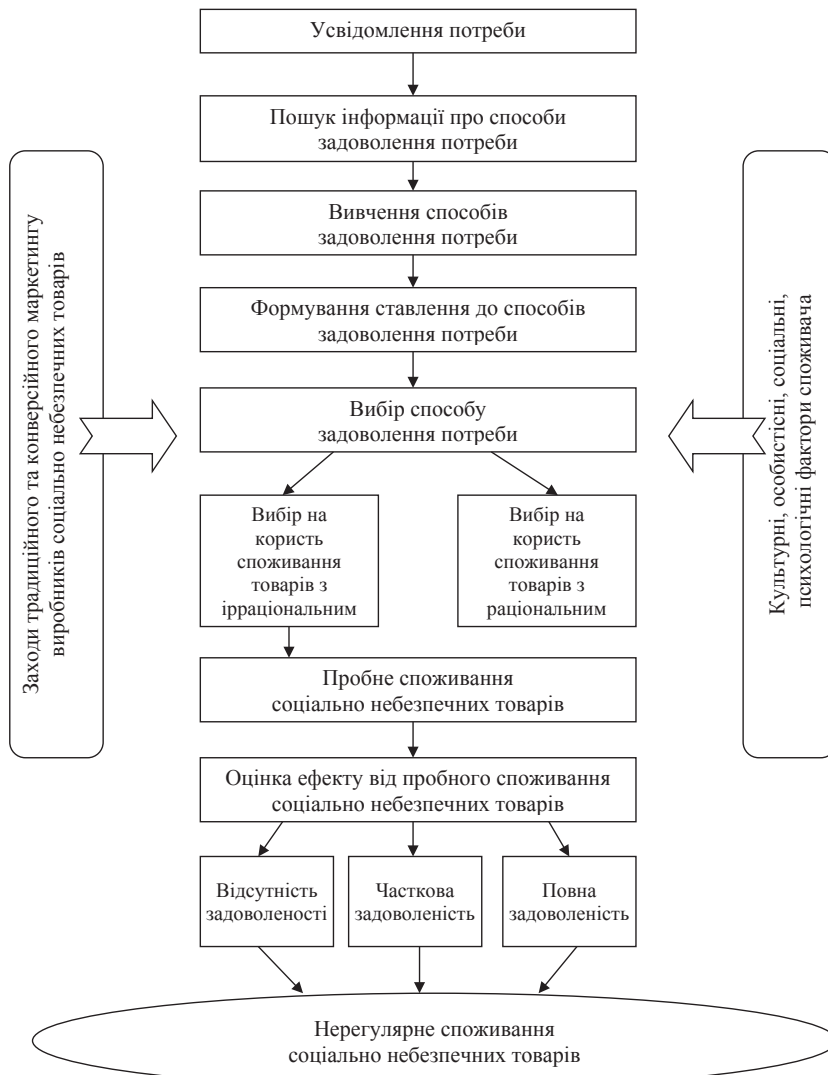 Усвідомлення потреби
Пошук інформації про способи
задоволення потреби
Вивчення способів
задоволення потреби
Формування ставлення до способів
задоволення потреби
Вибір способу
задоволення потреби
Заходи традиційного та конверсійного маркетингу
виробників соціально небезпечних товарів
Культурні, особистісні, соціальні,
психологічні фактори споживача
Вибір на
користь
споживання
товарів з
ірраціональним
Вибір на
користь
споживання
товарів з
раціональним
Пробне споживання
соціально небезпечних товарів
Оцінка ефекту від пробного споживання
соціально небезпечних товарів
Відсутність
задоволеності
Часткова
задоволеність
Повна
задоволеність
Нерегулярне споживання
соціально небезпечних товарів